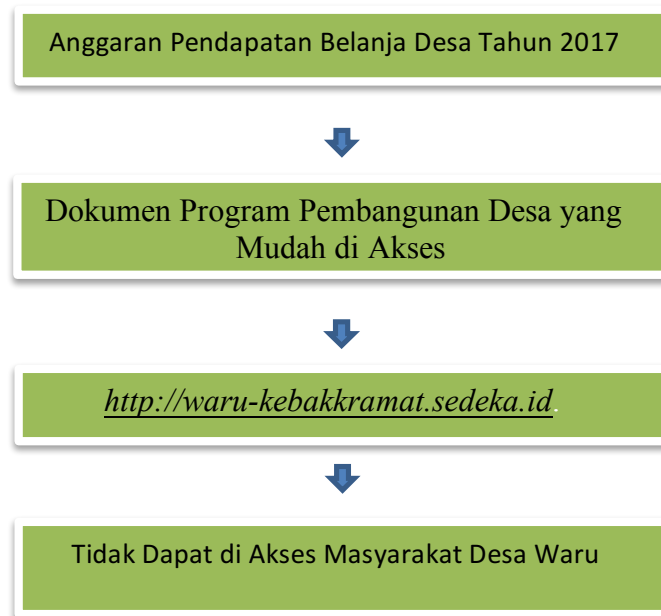 Anggaran Pendapatan Belanja Desa Tahun 2017
Dokumen Program Pembangunan Desa yang
Mudah di Akses
http://waru-kebakkramat.sedeka.id.
Tidak Dapat di Akses Masyarakat Desa Waru